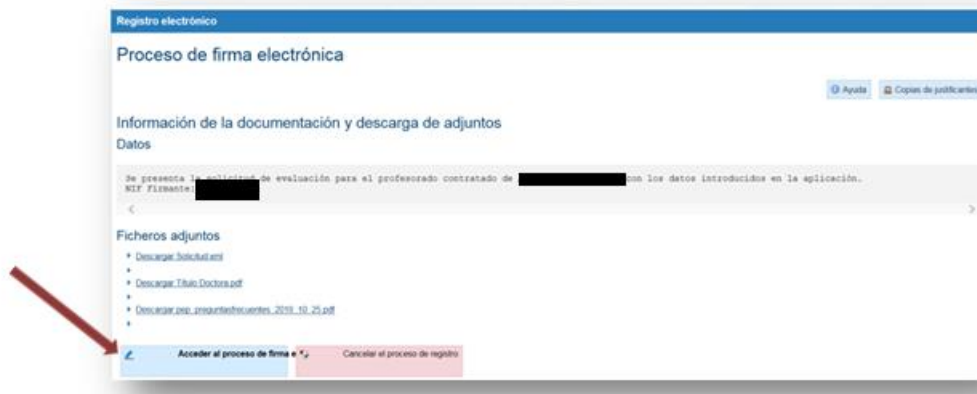 Registro electrónico
Proceso de firma electrónica
Ayuda Copias de justificantes
Información de la documentación y descarga de adjuntos
Datos
Se presenta la solicitud de evaluación para el profesorado contratado de con los datos introducidos en la aplicación.
NIF Firmante:
Ficheros adjuntos
Descargar Solicitud.xml
Descargar Título Doctora.pdf
Descargar pep_preguntasfrecuentes_2019_10_25.pdf
Acceder al proceso de firma e Cancelar el proceso de registro